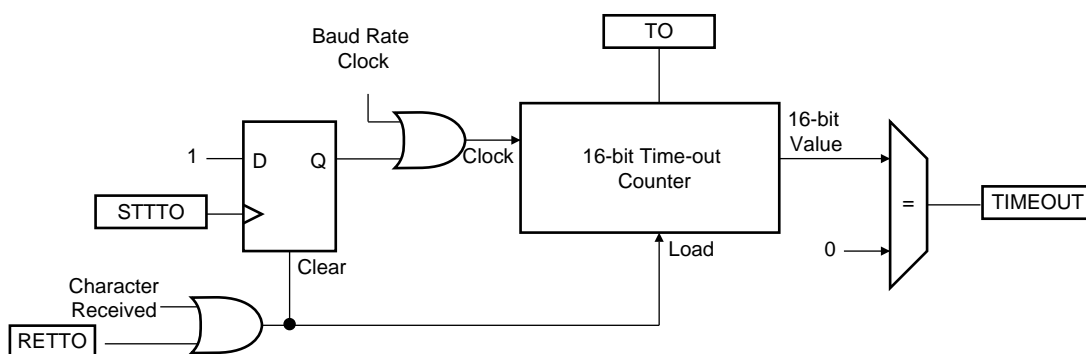 TO
Baud Rate
Clock
16-bit
Value
1
D
Q
Clock
16-bit Time-out
Counter
STTTO
=
TIMEOUT
0
Load
Clear
Character
Received
RETTO